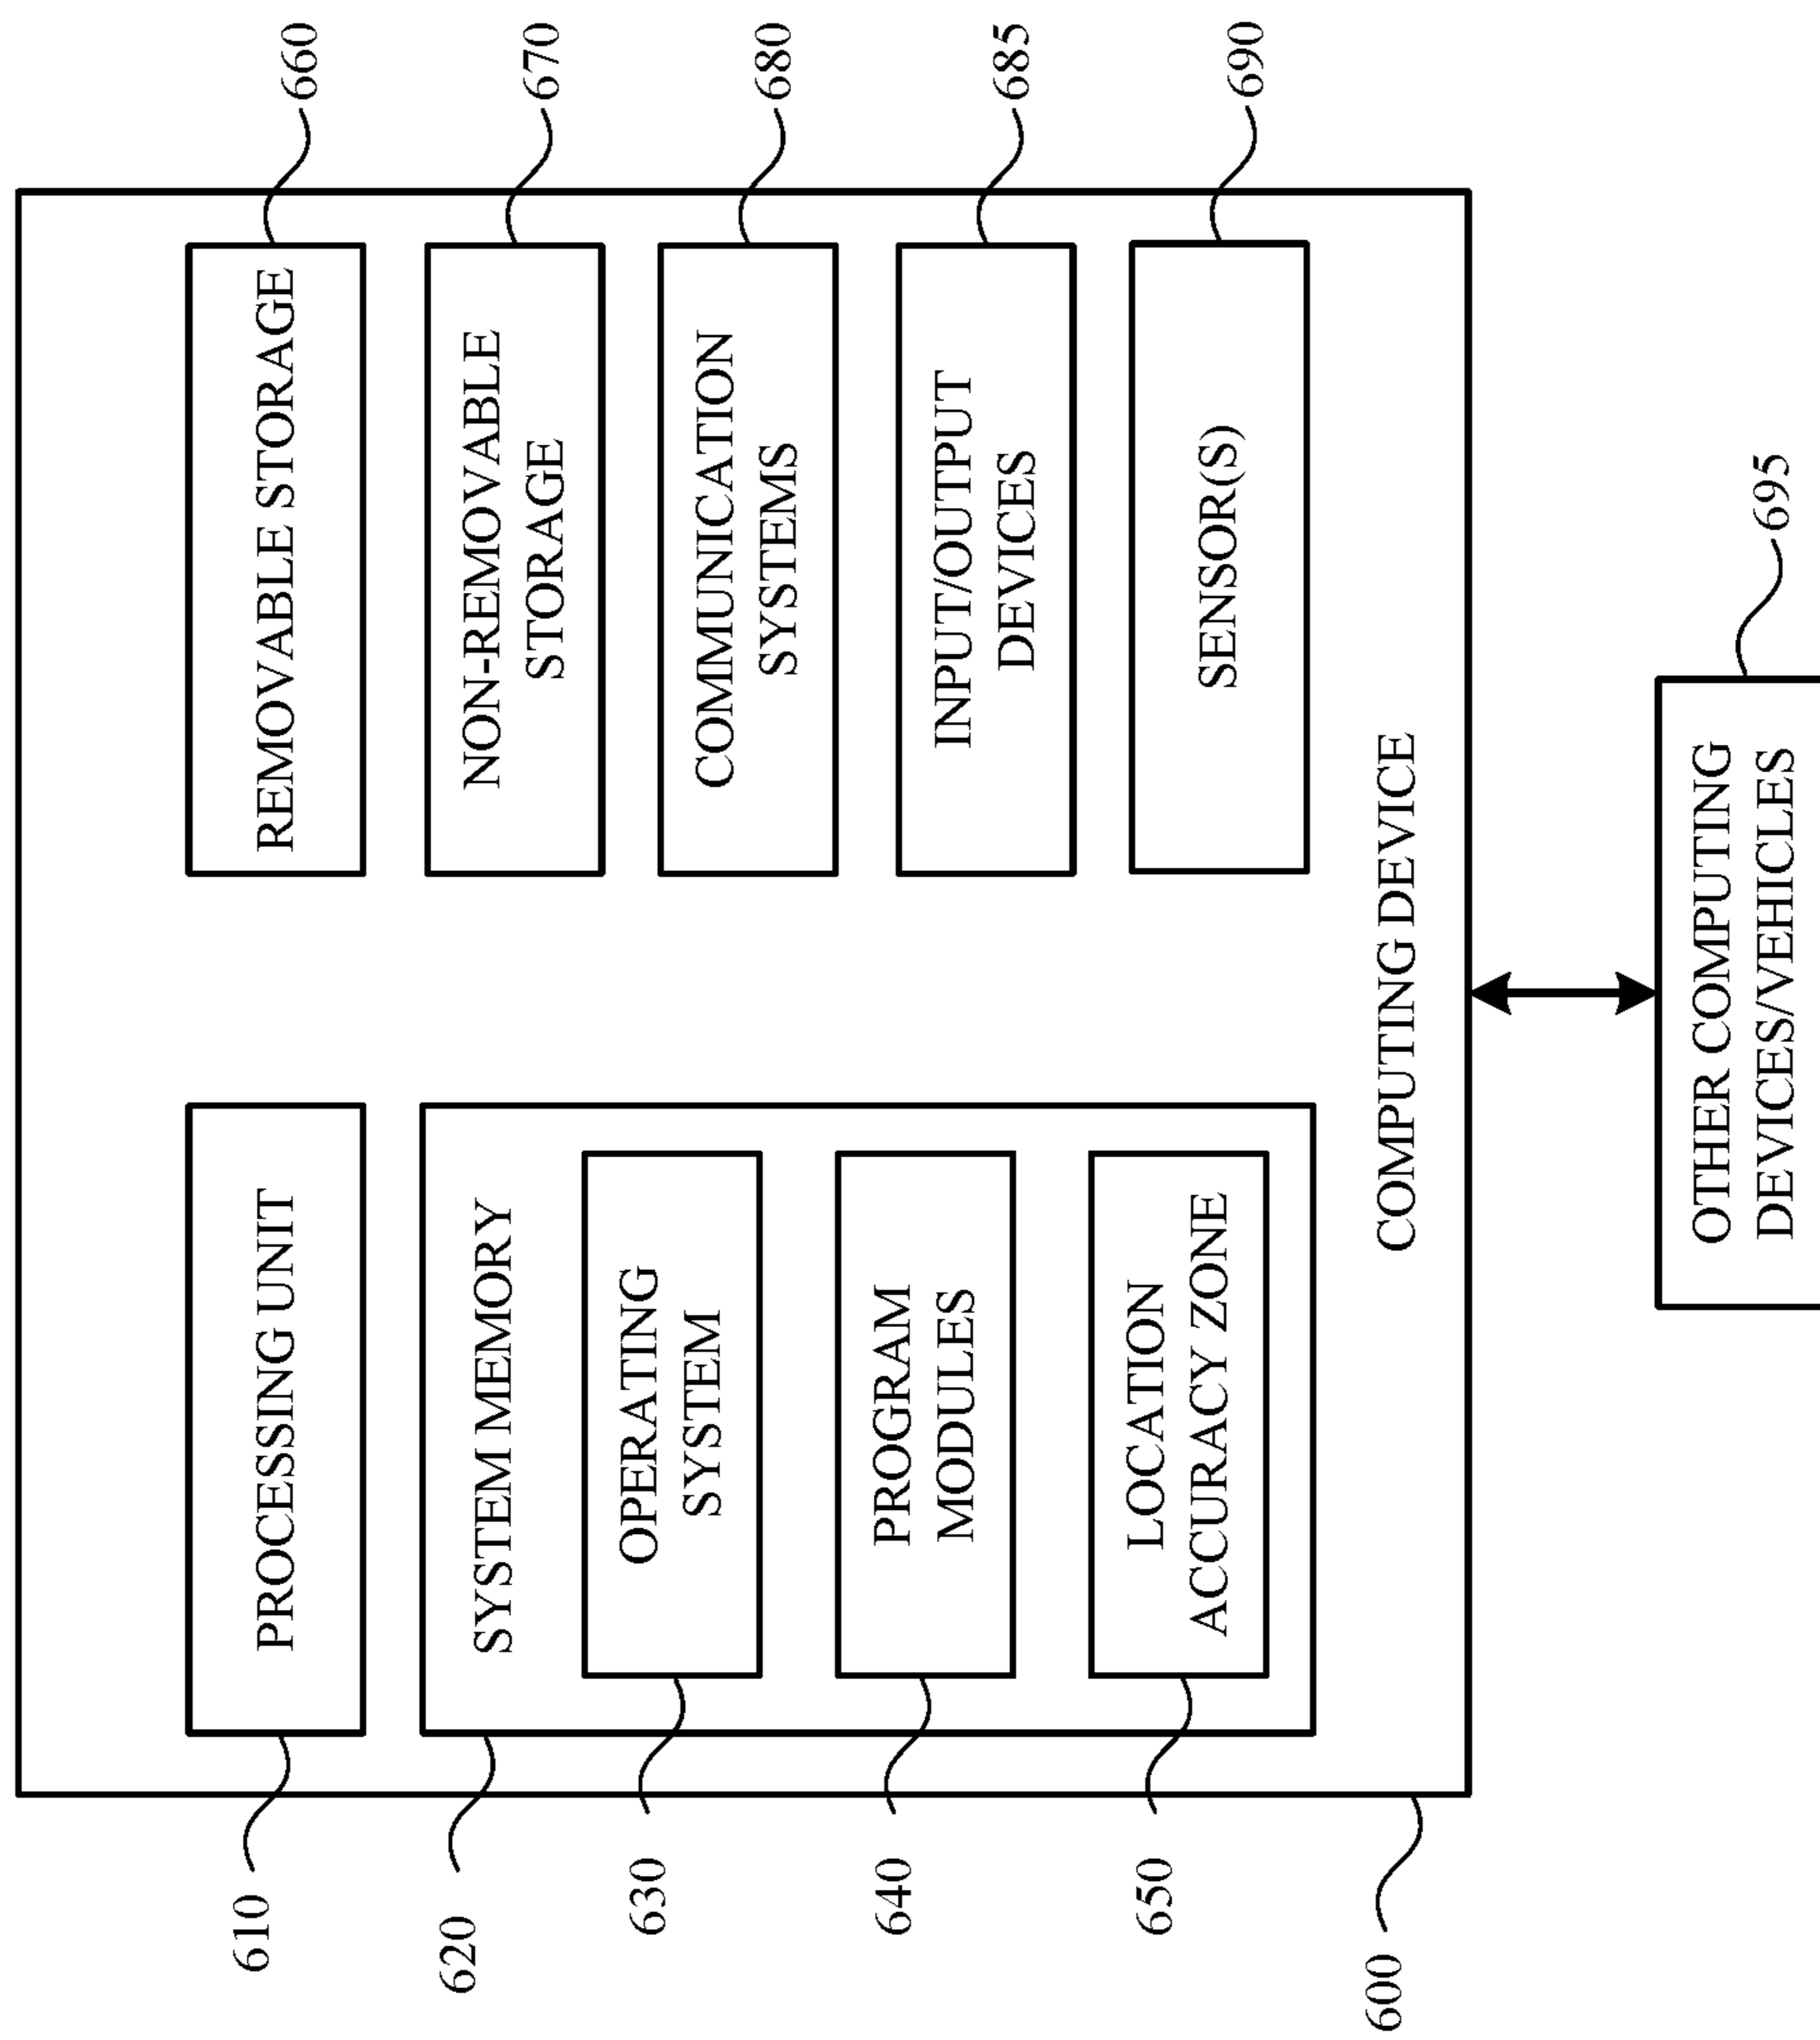 610
PROCESSING UNIT
620
SYSTEM MEMORY
630
OPERATING
SYSTEM
640
PROGRAM
MODULES
650
LOCATION
ACCURACY ZONE
REMOVABLE STORAGE
660
NON-REMOVABLE
STORAGE
670
COMMUNICATION
SYSTEMS
680
INPUT/OUTPUT
DEVICES
685
SENSOR(S)
690
600
COMPUTING DEVICE
OTHER COMPUTING
DEVICES/VEHICLES
695